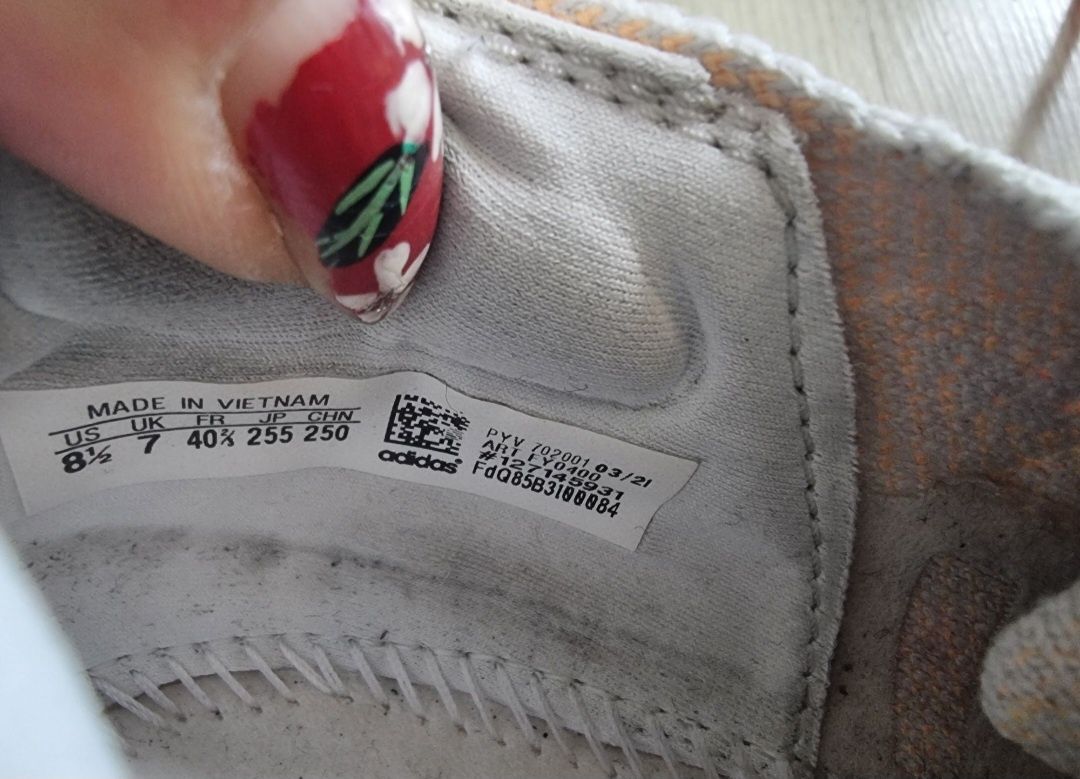 MADE IN VIETNAM
US UK FR JP CHN
8½ 7 40⅔ 255 250
adidas®
PYV 702001 03/21
ART FY0400
#127145931
FdQ85B3100084